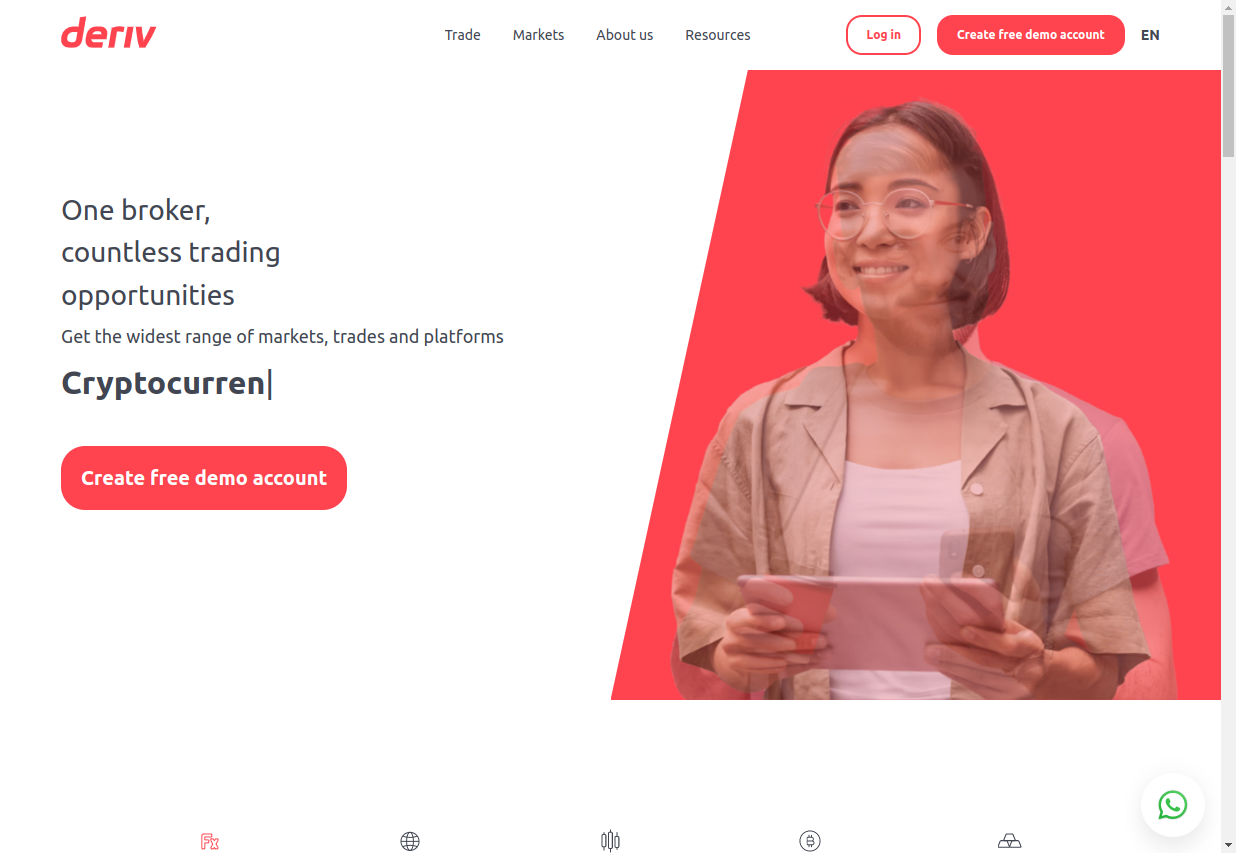 deriv
Trade Markets About us Resources
Log in Create free demo account EN
One broker,
countless trading
opportunities
Get the widest range of markets, trades and platforms
Cryptocurren|
Create free demo account
Fx